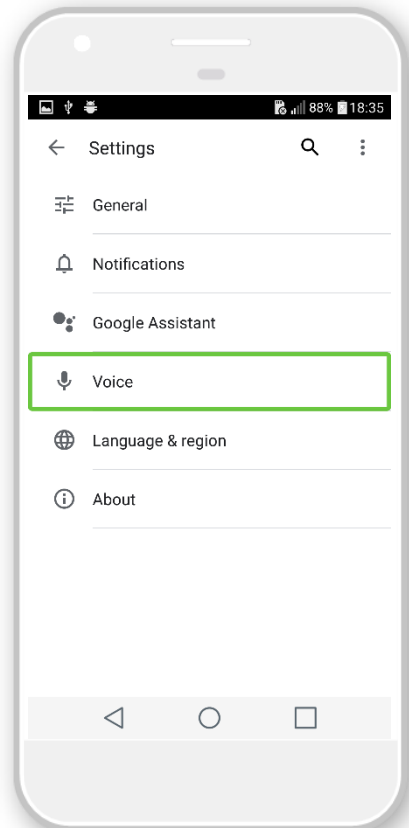 88% 18:35
Settings
General
Notifications
Google Assistant
Voice
Language & region
About